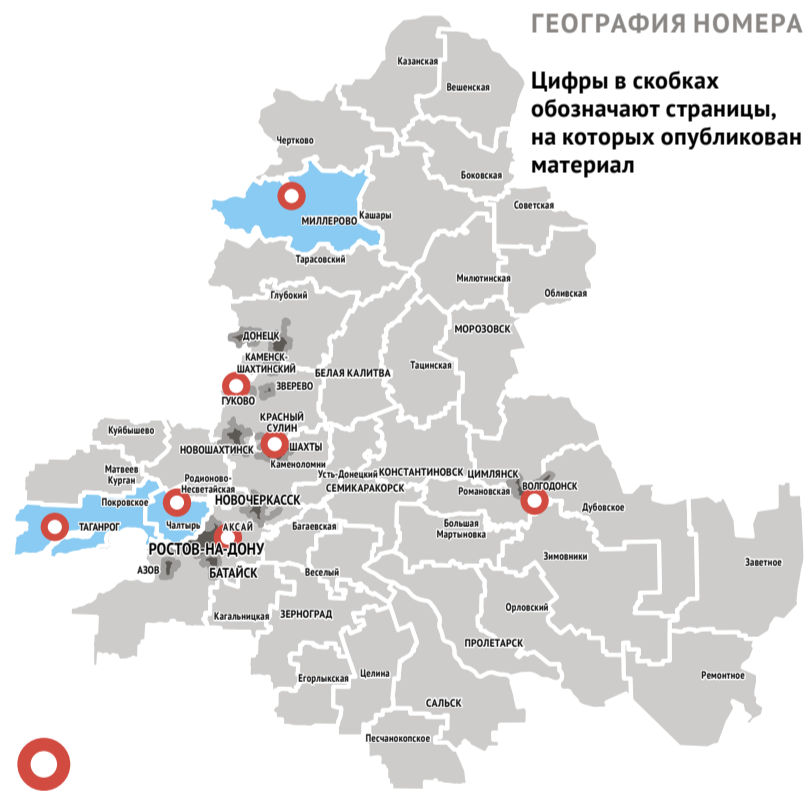 ГЕОГРАФИЯ НОМЕРА
Цифры в скобках
обозначают страницы,
на которых опубликован
материал
Казанская
Вешенская
Чертково
Боковская
Советская
Кашары
МИЛЛЕРОВО
Тарасовский
Милютинская
Обливская
Глубокий
МОРОЗОВСК
ДОНЕЦК
КАМЕНСК-
ШАХТИНСКИЙ
БЕЛАЯ КАЛИТВА
Тацинская
ЗВЕРЕВО
ГУКОВО
КРАСНЫЙ
СУЛИН
Куйбышево
НОВОШАХТИНСК
ШАХТЫ
Каменоломни
Матвеев
Курган
Родионово-
Несветайская
Усть-Донецкий
КОНСТАНТИНОВСК
ЦИМЛЯНСК
СЕМИКАРАКОРСК
Романовская
ВОЛГОДОНСК
Покровское
НОВОЧЕРКАССК
Дубовское
ТАГАНРОГ
Чалтырь
АКСАЙ
Багаевская
Большая
Мартыновка
РОСТОВ-НА-ДОНУ
Зимовники
Заветное
АЗОВ
БАТАЙСК
Веселый
Кагальницкая
ЗЕРНОГРАД
Орловский
ПРОЛЕТАРСК
Егорлыкская
Целина
Ремонтное
САЛЬСК
Песчанокопское